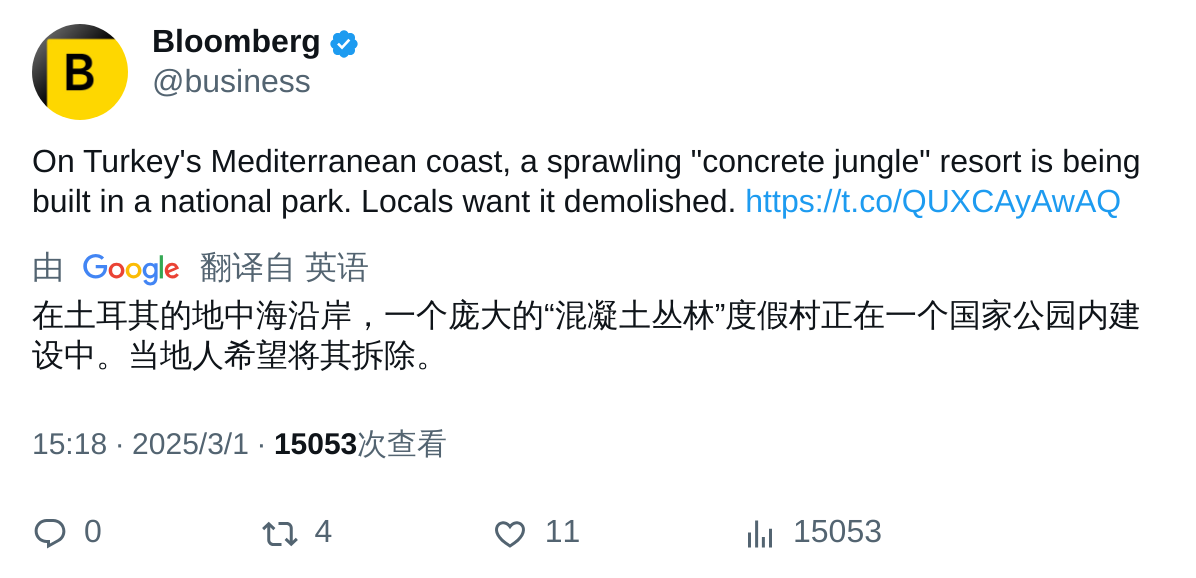 B
Bloomberg
@business
On Turkey's Mediterranean coast, a sprawling "concrete jungle" resort is being
built in a national park. Locals want it demolished. https://t.co/QUXCAyAwAQ
由 Google 翻译自 英语
在土耳其的地中海沿岸，一个庞大的“混凝土丛林”度假村正在一个国家公园内建
设中。当地人希望将其拆除。
15:18 · 2025/3/1 · 15053次查看
0 4 11 15053